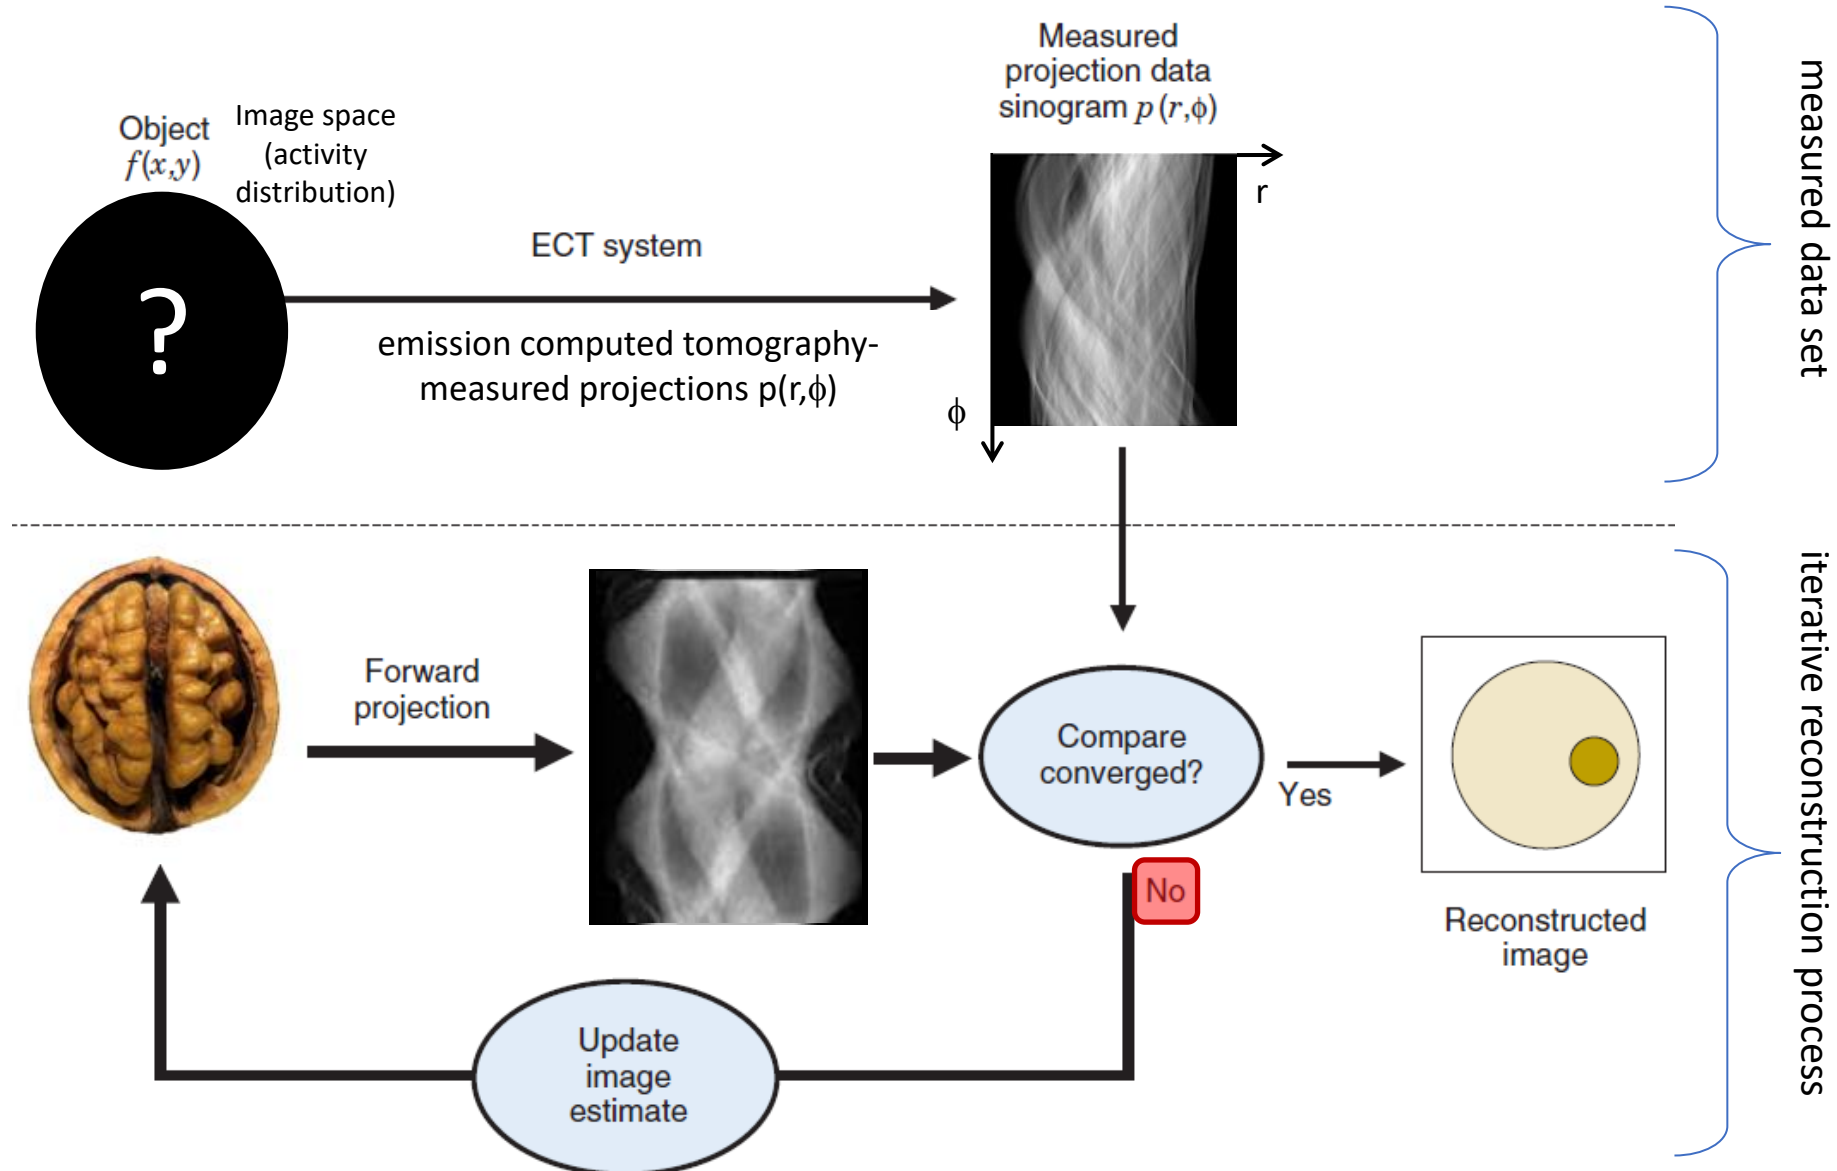 Measured
projection data
sinogram p (r,ϕ)
Object
f(x,y)
Image space
(activity
distribution)
?
ECT system
emission computed tomography-
measured projections p(r,ϕ)
r
ϕ
measured data set
Forward
projection
Compare
converged?
Yes
No
Reconstructed
image
Update
image
estimate
iterative reconstruction process